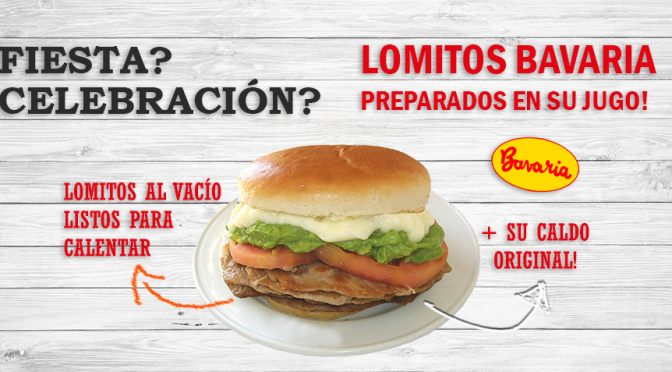 FIESTA?
CELEBRACIÓN?
LOMITOS BAVARIA
PREPARADOS EN SU JUGO!
Bavaria
LOMITOS AL VACÍO
LISTOS PARA
CALENTAR
+ SU CALDO
ORIGINAL!